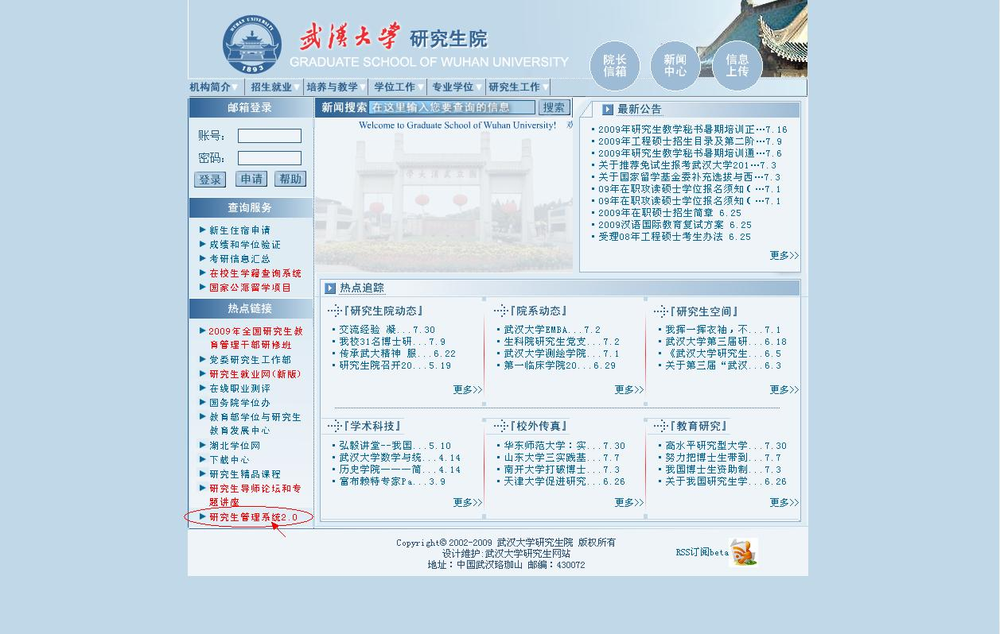 WUHAN UNIVERSITY
1893
武漢大学 研究生院
GRADUATE SCHOOL OF WUHAN UNIVERSITY
院长信箱
新闻中心
信息上传
机构简介 招生就业 培养与教学 学位工作 专业学位 研究生工作
邮箱登录
账号：
密码：
登录 申请 帮助
查询服务
新生住宿申请
成绩和学位验证
考研信息汇总
在校生学籍查询系统
国家公派留学项目
热点链接
2009年全国研究生教
育管理干部研修班
党委研究生工作部
研究生就业网(新版)
在线职业测评
国务院学位办
教育部学位与研究生
教育发展中心
湖北学位网
下载中心
研究生精品课程
研究生导师论坛和专
题讲座
研究生管理系统2.0
新闻搜索 在这里输入您要查询的信息 搜索
Welcome to Graduate School of Wuhan University!
最新公告
2009年研究生教学秘书暑期培训正…7.16
2009年工程硕士招生目录及第二阶…7.9
2009年研究生教学秘书暑期培训通…7.6
关于推荐免试生报考武汉大学201…7.3
关于国家留学基金委补充选拔与西…7.3
09年在职攻读硕士学位报名须知（…7.1
09年在职攻读硕士学位报名须知（…7.1
2009年在职硕士招生简章 6.25
2009汉语国际教育复试方案 6.25
受理08年工程硕士考生办法 6.25
更多>>
热点追踪
『研究生院动态』
交流经验 凝...7.30
我校31名博士研...7.9
传承武大精神 服...6.22
研究生院召开20...5.19
更多>>
『院系动态』
武汉大学EMBA...7.2
生科院研究生党支...7.2
武汉大学测绘学院...7.1
第一临床学院20...6.29
更多>>
『研究生空间』
我挥一挥衣袖，不...7.1
武汉大学第三届研...6.18
《武汉大学研究生...6.5
关于第三届“武汉...6.3
更多>>
『学术科技』
弘毅讲堂--我国...5.10
武汉大学数学与统...4.14
历史学院———简...4.14
富布赖特专家Pa...3.9
更多>>
『校外传真』
华东师范大学：实...7.30
山东大学三实践基...7.7
南开大学打破博士...7.3
天津大学促进研究...6.26
更多>>
『教育研究』
高水平研究型大学...7.30
努力把博士生带到...7.7
我国博士生资助制...7.3
关于我国研究生学...6.26
更多>>
Copyright© 2002-2009 武汉大学研究生院 版权所有
设计维护:武汉大学研究生网站
地址：中国武汉珞珈山 邮编：430072
RSS订阅beta